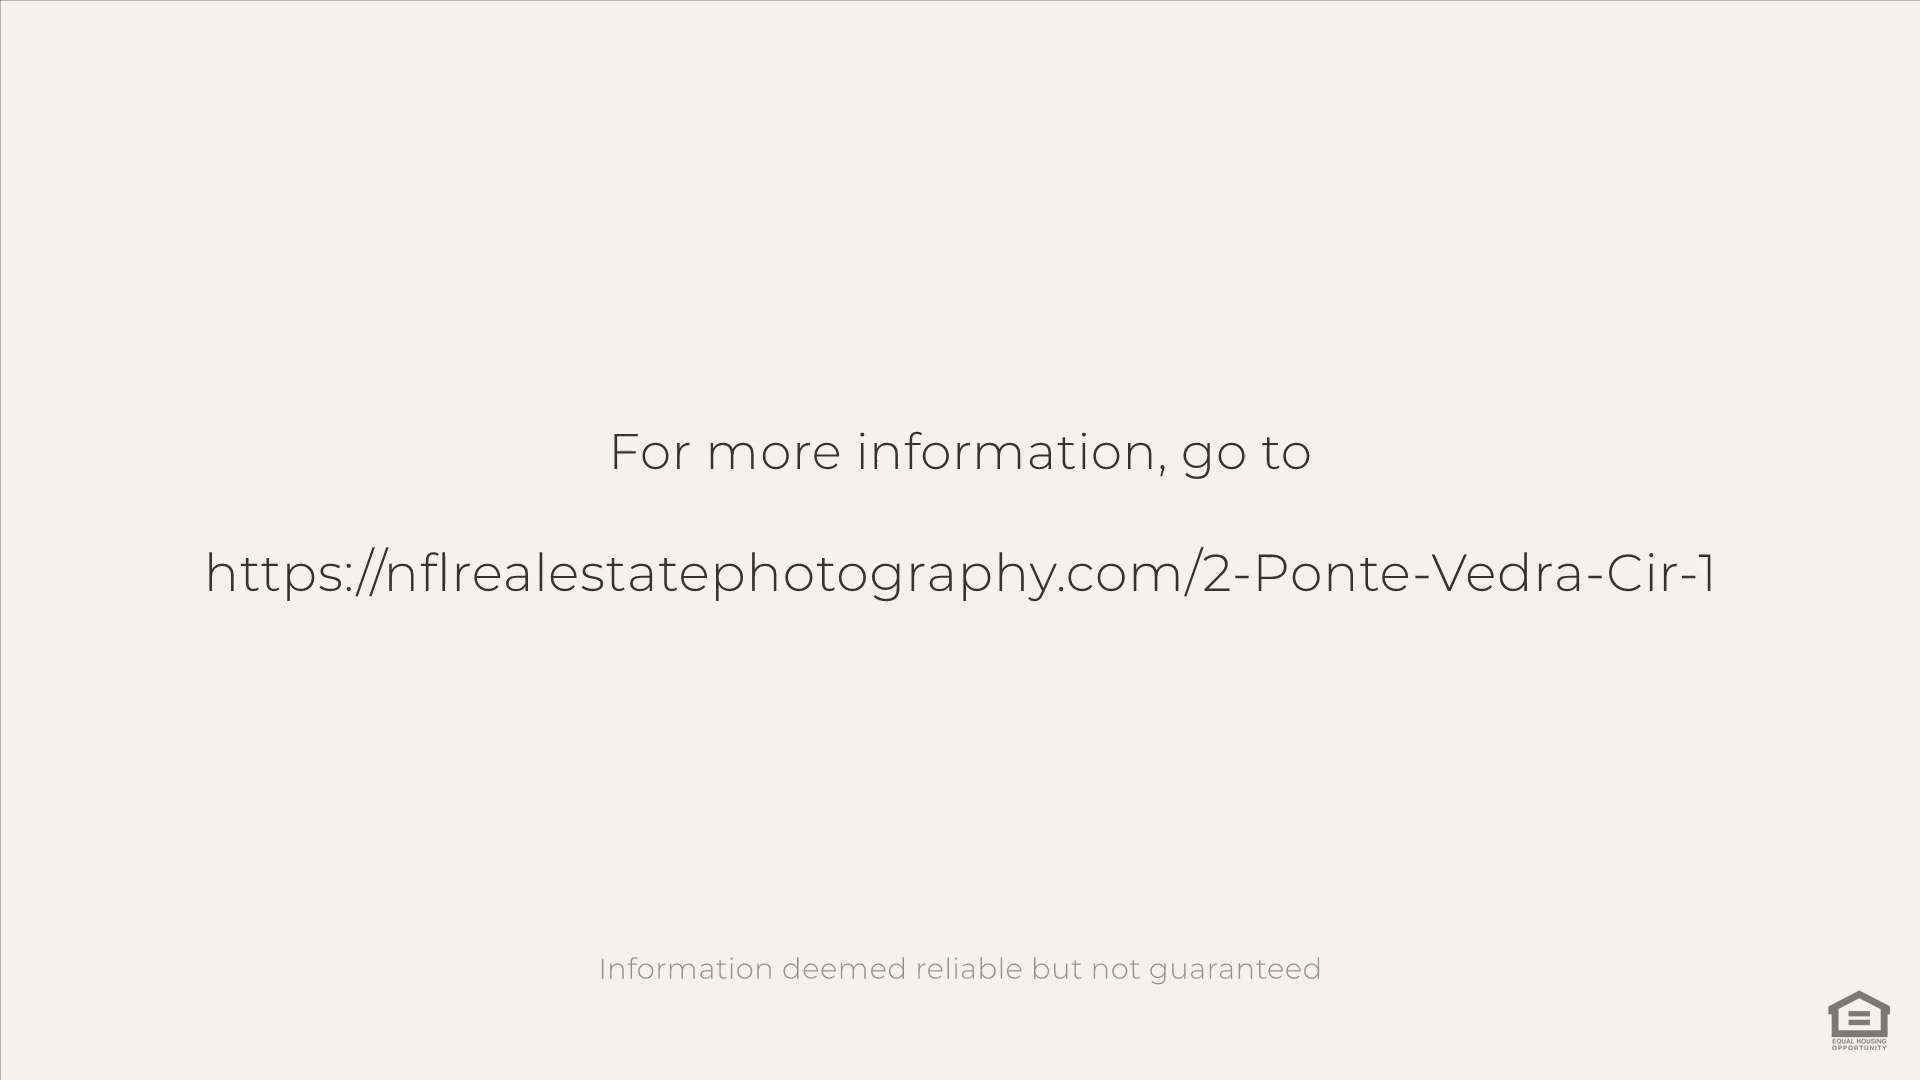 For more information, go to
https://nflrealestatephotography.com/2-Ponte-Vedra-Cir-1
Information deemed reliable but not guaranteed
EQUAL HOUSING
OPPORTUNITY